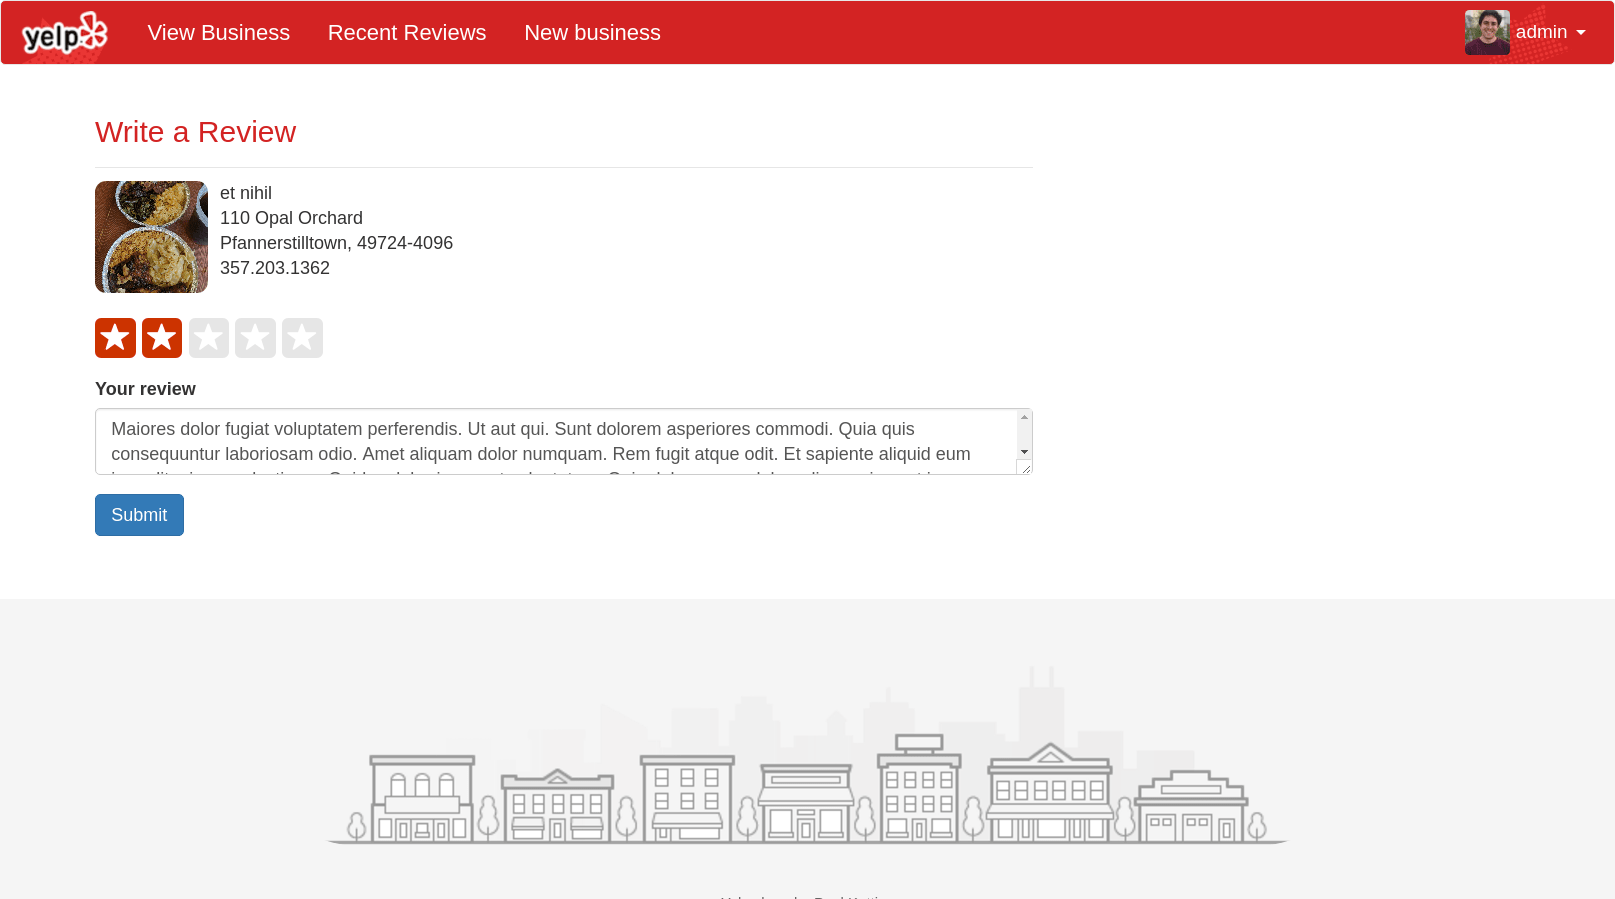 yelp
View Business
Recent Reviews
New business
admin
Write a Review
et nihil
110 Opal Orchard
Pfannerstilltown, 49724-4096
357.203.1362
Your review
Maiores dolor fugiat voluptatem perferendis. Ut aut qui. Sunt dolorem asperiores commodi. Quia quis
consequuntur laboriosam odio. Amet aliquam dolor numquam. Rem fugit atque odit. Et sapiente aliquid eum
Submit